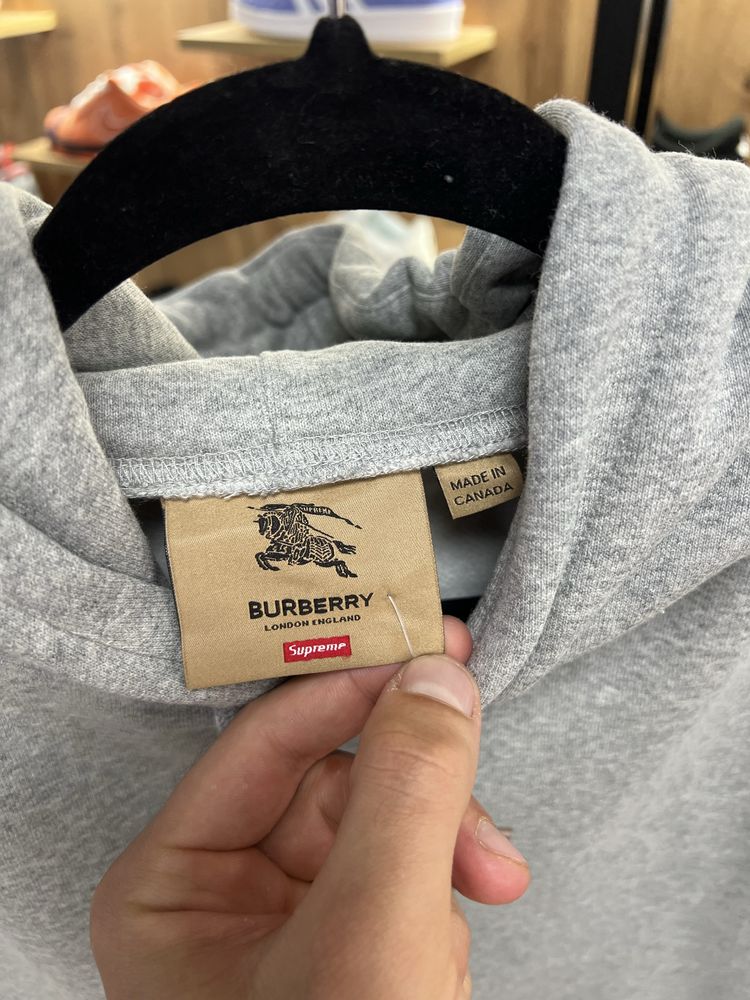 SUPREME
BURBERRY
LONDON ENGLAND
Supreme
MADE IN
CANADA